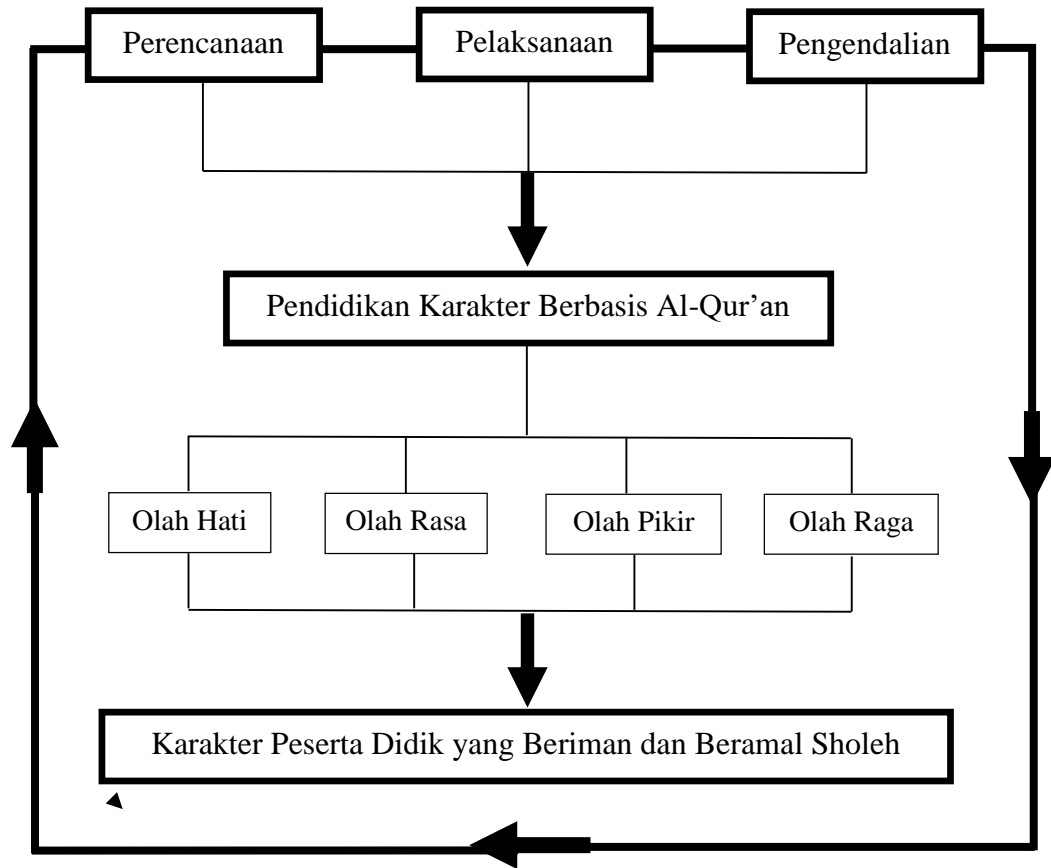 Perencanaan
Pelaksanaan
Pengendalian
Pendidikan Karakter Berbasis Al-Qur’an
Olah Hati
Olah Rasa
Olah Pikir
Olah Raga
Karakter Peserta Didik yang Beriman dan Beramal Sholeh